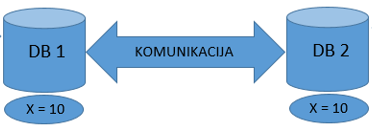 DB 1
KOMUNIKACIJA
DB 2
X = 10
X = 10